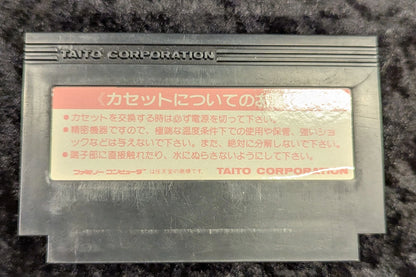 TAITO CORPORATION
《カセットについてのお
●カセットを交換する時は必ず電源を切って下さい。
●精密機器ですので、極端な温度条件下での使用や保管、強いショ
ックなどは与えないで下さい。また、絶対に分解しないで下さい。
●端子部に直接触れたり、水にぬらさないようにして下さい。
ファミリーコンピュータは任天堂の商標です。 TAITO CORPORATION